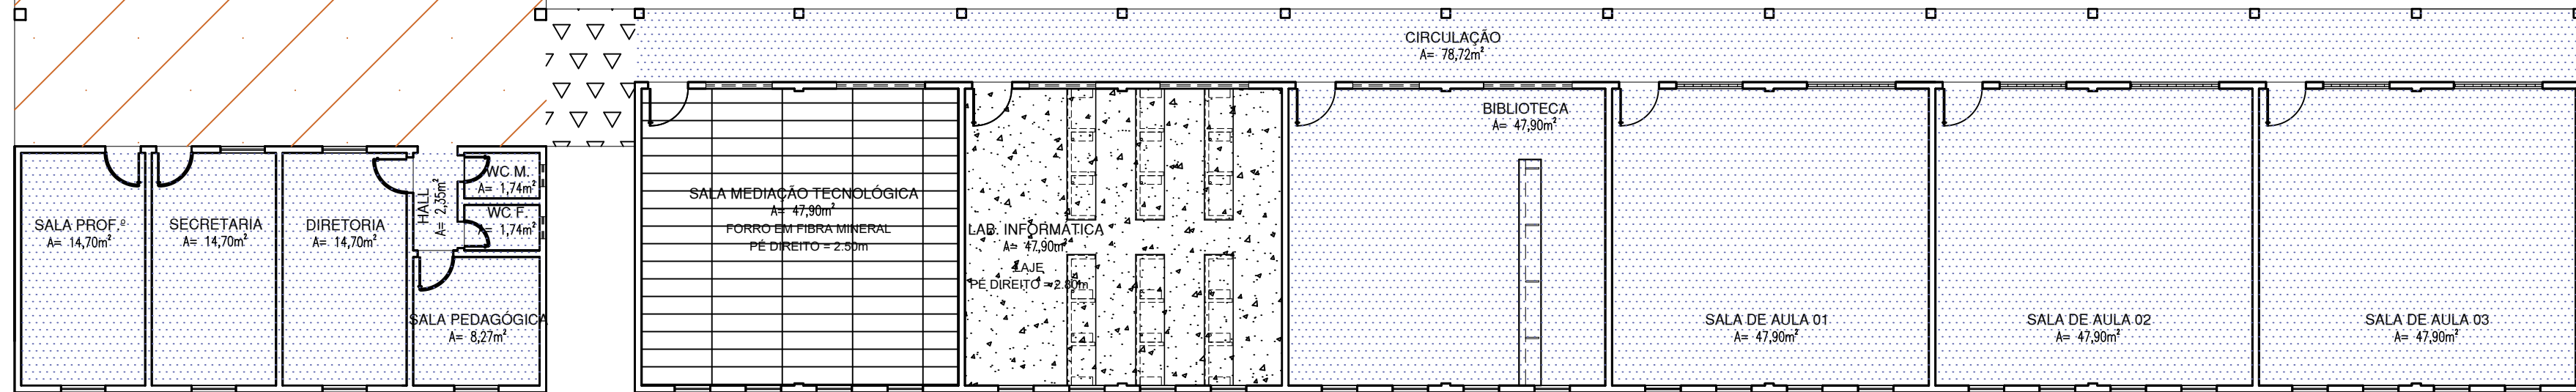 CIRCULAÇÃO
A= 78,72m²
SALA PROF.º
A= 14,70m²
SECRETARIA
A= 14,70m²
DIRETORIA
A= 14,70m²
HALL
A= 2,35m²
WC M.
A= 1,74m²
WC F.
A= 1,74m²
SALA PEDAGÓGICA
A= 8,27m²
SALA MEDIAÇÃO TECNOLÓGICA
A= 47,90m²
FORRO EM FIBRA MINERAL
PÉ DIREITO = 2.50m
LAB. INFORMÁTICA
A= 47,90m²
LAJE
PÉ DIREITO = 2.80m
BIBLIOTECA
A= 47,90m²
SALA DE AULA 01
A= 47,90m²
SALA DE AULA 02
A= 47,90m²
SALA DE AULA 03
A= 47,90m²